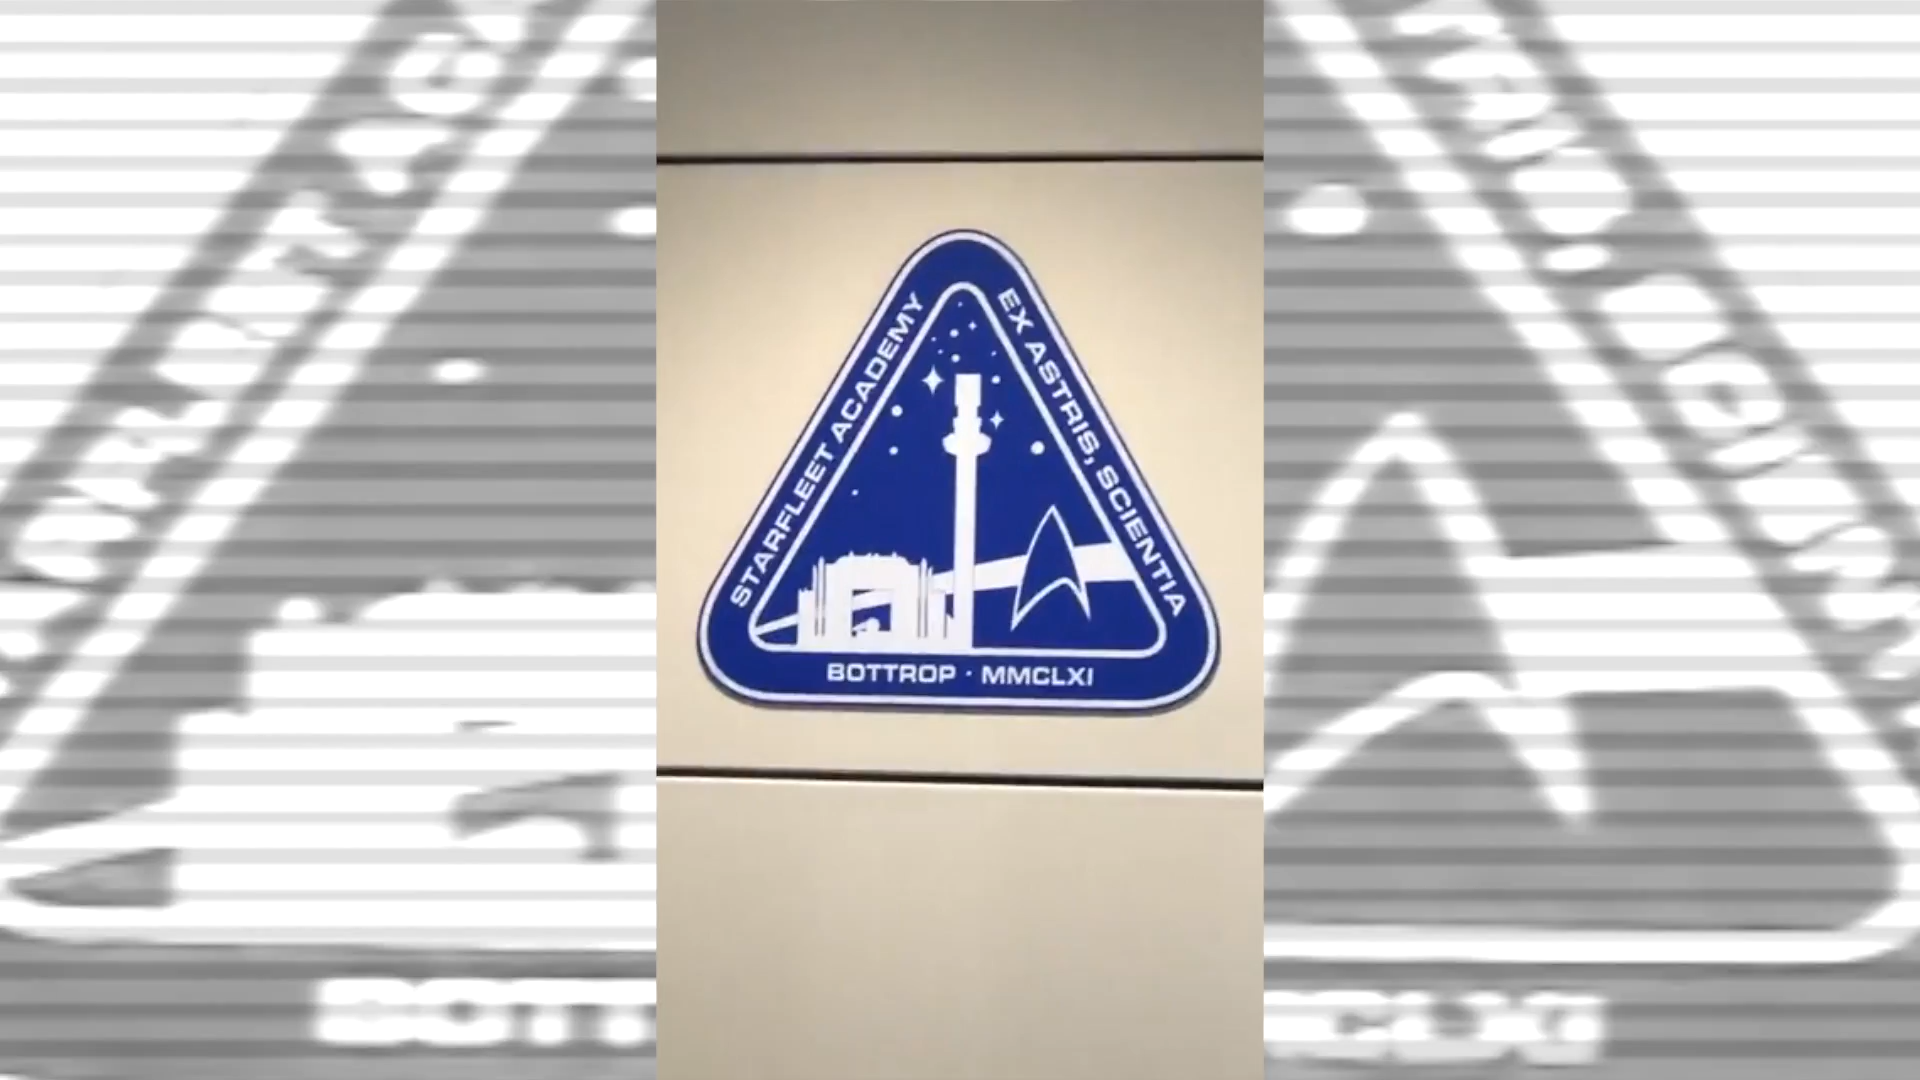 STARFLEET ACADEMY
EX ASTRIS, SCIENTIA
BOTTROP · MMCLXI